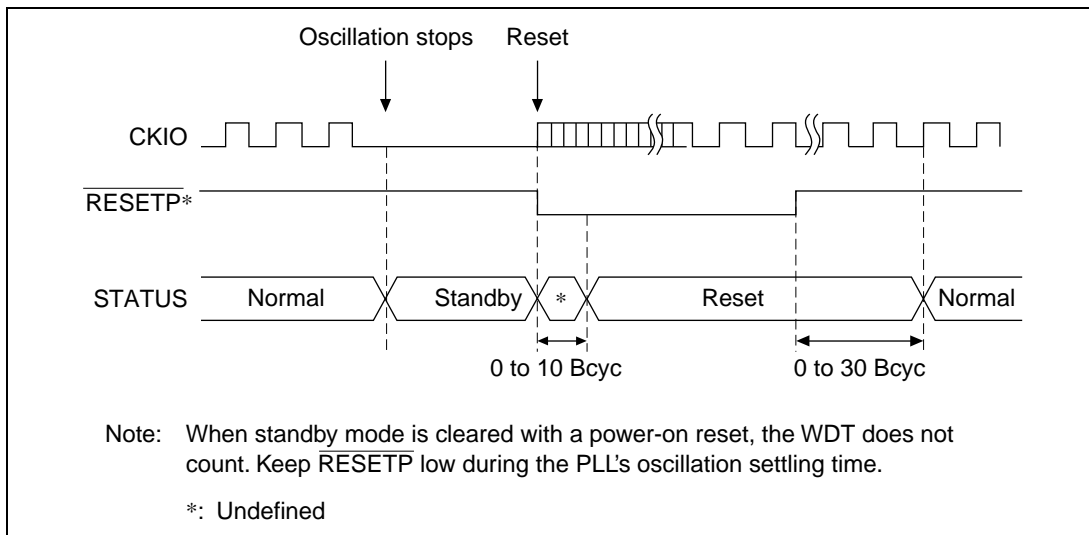 Oscillation stops Reset
CKIO
RESETP*
STATUS Normal Standby * Reset Normal
0 to 10 Bcyc 0 to 30 Bcyc
Note: When standby mode is cleared with a power-on reset, the WDT does not
count. Keep RESETP low during the PLL's oscillation settling time.
*: Undefined